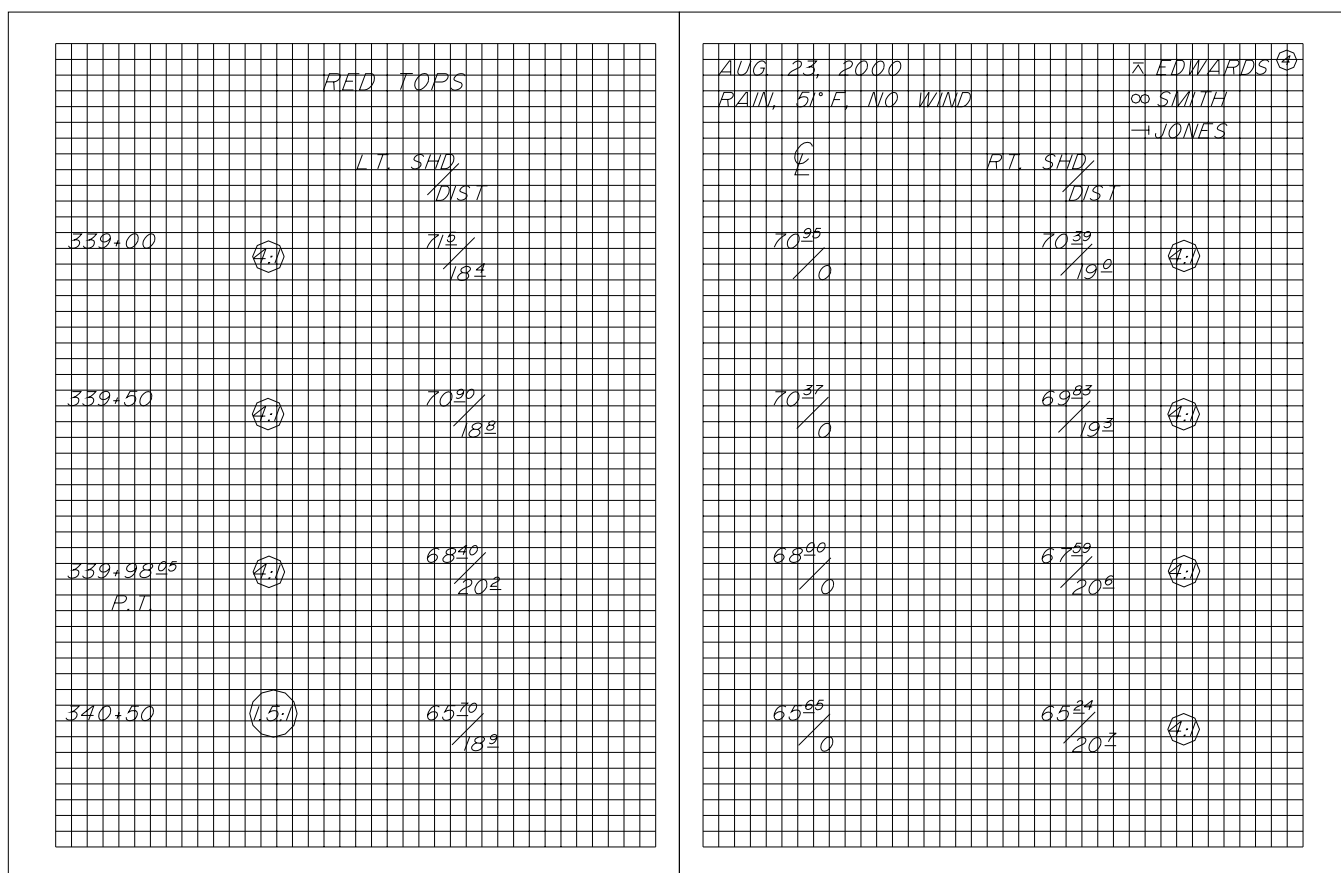 RED TOPS
LT. SHD/DIST
339+00 4:1 71⁵/18⁴
339+50 4:1 70⁹⁰/18⁸
339+98⁰⁵ 4:1 68⁴⁰/20²
P.T.
340+50 1.5:1 65⁷⁰/18⁹
4
AUG. 23, 2000 ⊼ EDWARDS
RAIN, 51° F, NO WIND ∞ SMITH
⊣ JONES
℄ RT. SHD/DIST
70⁹⁵/0 70³⁹/19⁰ 4:1
70³⁷/0 69⁸³/19³ 4:1
68⁰⁰/0 67⁵⁹/20⁶ 4:1
65⁶⁵/0 65²⁴/20⁷ 4:1